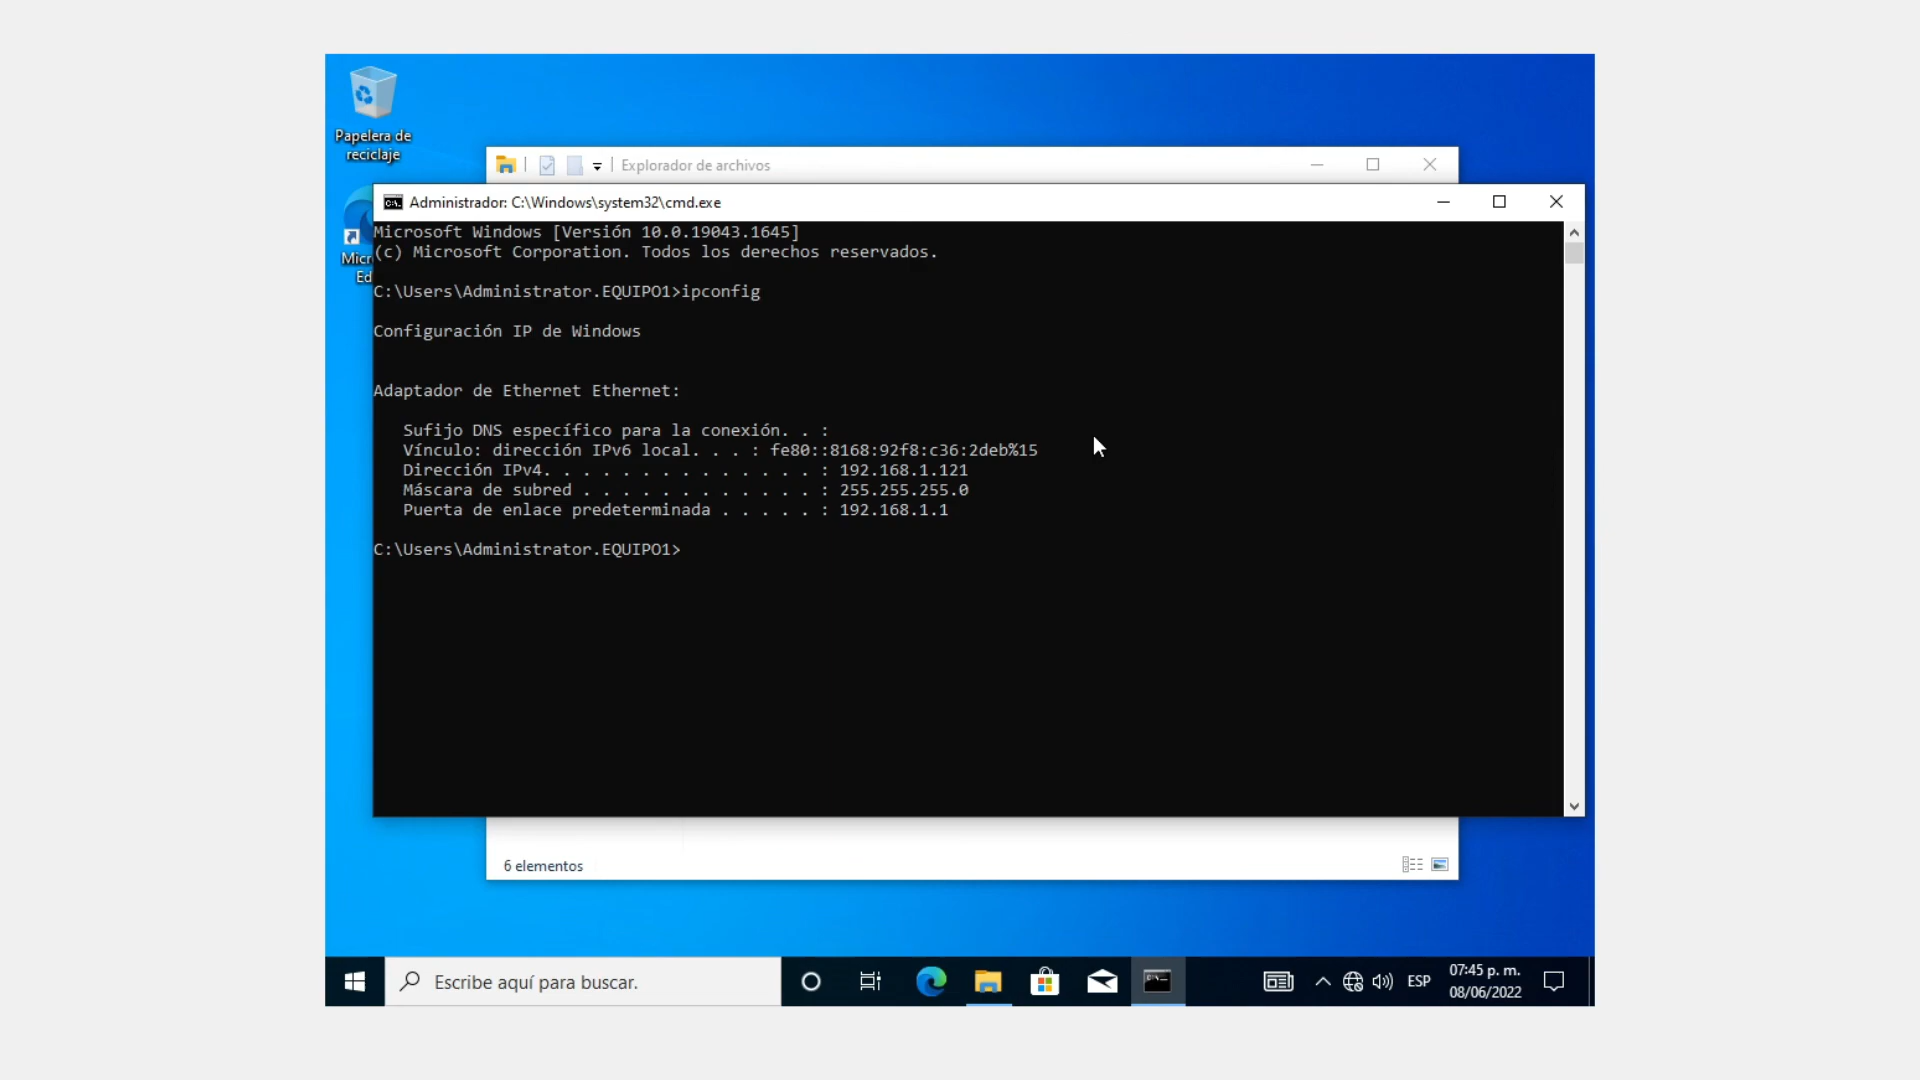 Papelera de
reciclaje
Explorador de archivos
Administrador: C:\Windows\system32\cmd.exe
Micr
Ed
Microsoft Windows [Versión 10.0.19043.1645]
(c) Microsoft Corporation. Todos los derechos reservados.
C:\Users\Administrator.EQUIPO1>ipconfig
Configuración IP de Windows
Adaptador de Ethernet Ethernet:
Sufijo DNS específico para la conexión. . :
Vínculo: dirección IPv6 local. . . : fe80::8168:92f8:c36:2deb%15
Dirección IPv4. . . . . . . . . . . . . . : 192.168.1.121
Máscara de subred . . . . . . . . . . . . : 255.255.255.0
Puerta de enlace predeterminada . . . . . : 192.168.1.1
C:\Users\Administrator.EQUIPO1>
6 elementos
Escribe aquí para buscar.
ESP
07:45 p. m.
08/06/2022